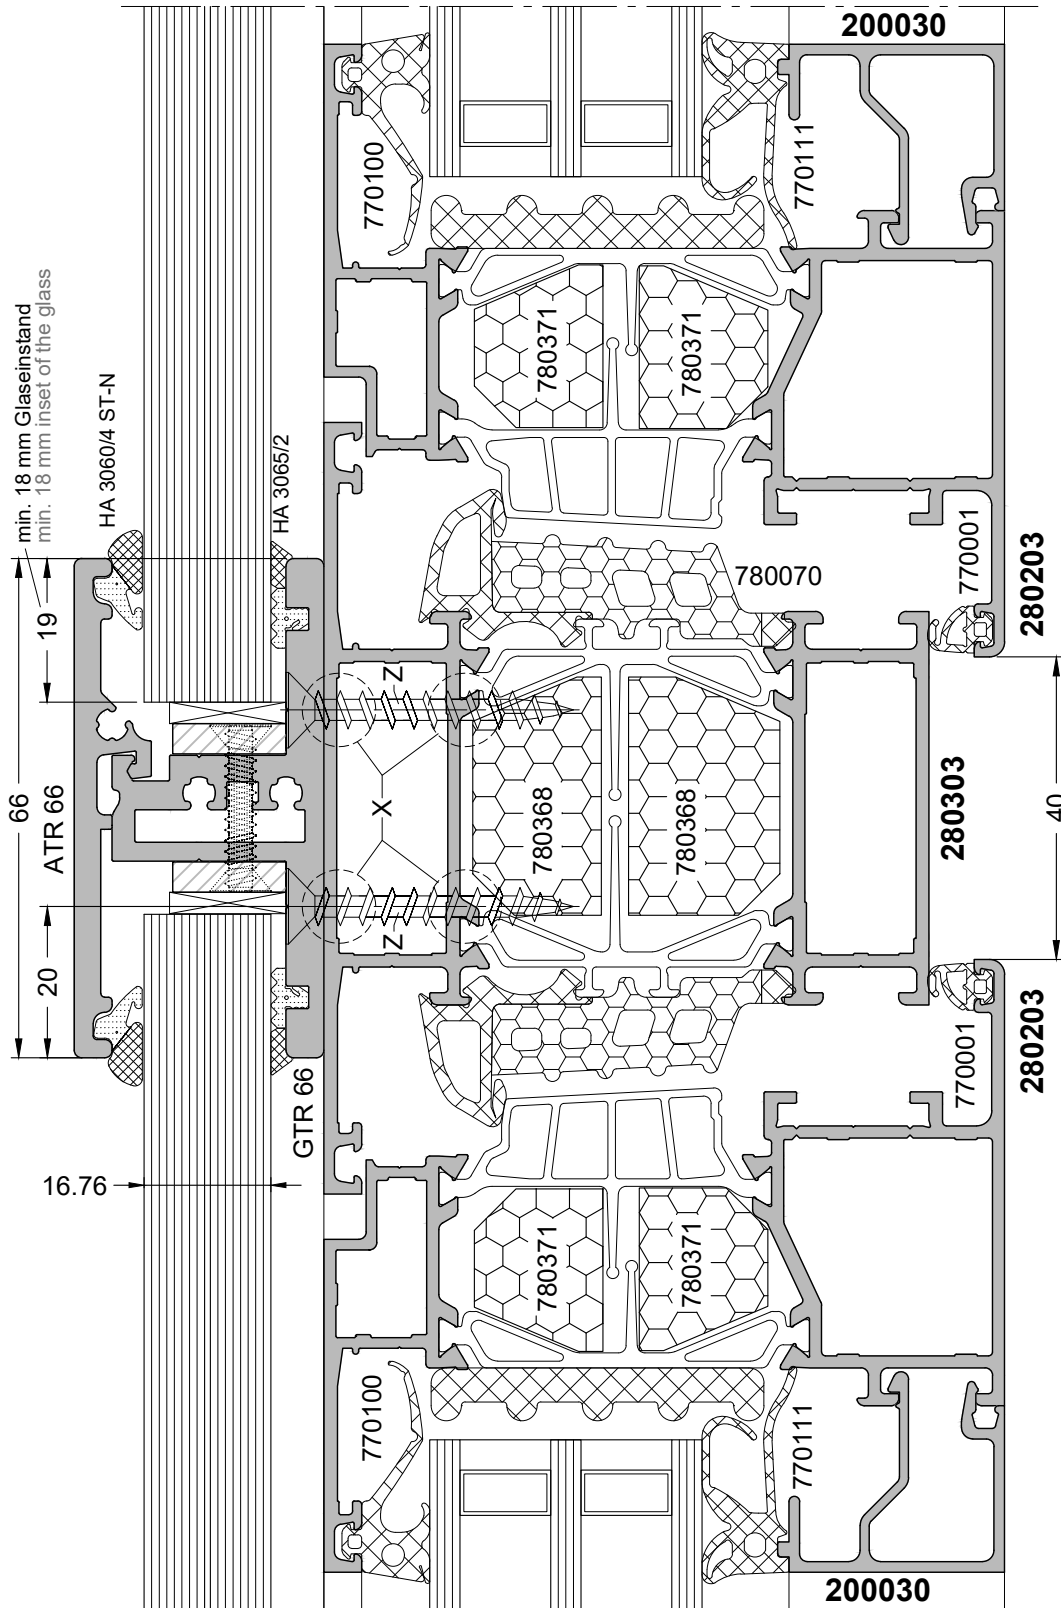 200030
770100
770111
min. 18 mm Glaseinstand
min. 18 mm inset of the glass
HA 3060/4 ST-N
HA 3065/2
780371
780371
780070
770001
280203
19
66
ATR 66
20
Z
X
Z
780368
780368
280303
40
GTR 66
16.76
770001
280203
780371
780371
770100
770111
200030